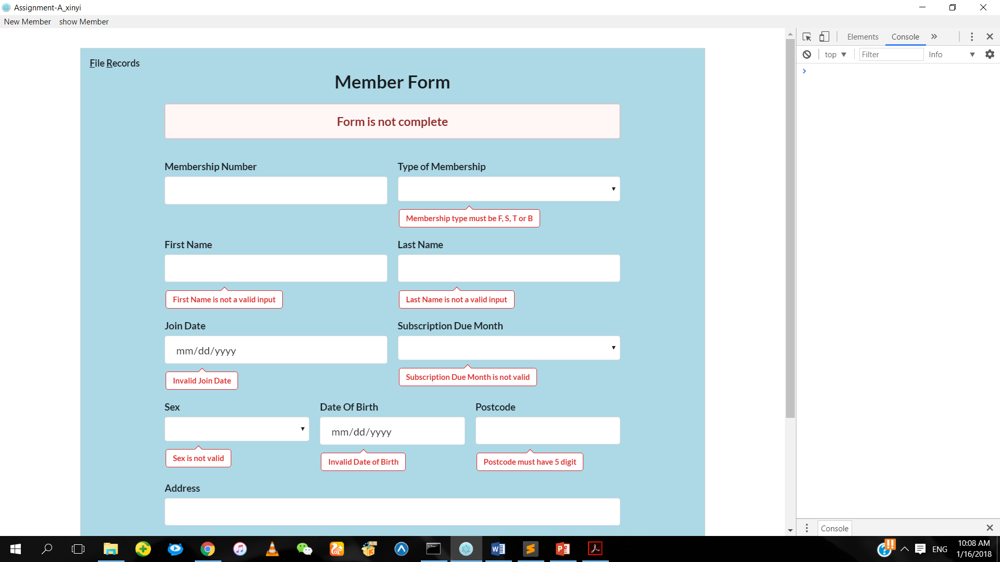 Assignment-A_xinyi
New Member show Member
Elements Console
top Filter Info
File Records
Member Form
Form is not complete
Membership Number Type of Membership
Membership type must be F, S, T or B
First Name Last Name
First Name is not a valid input Last Name is not a valid input
Join Date Subscription Due Month
mm/dd/yyyy
Invalid Join Date Subscription Due Month is not valid
Sex Date Of Birth Postcode
mm/dd/yyyy
Sex is not valid Invalid Date of Birth Postcode must have 5 digit
Address
Console
ENG
10:08 AM
1/16/2018